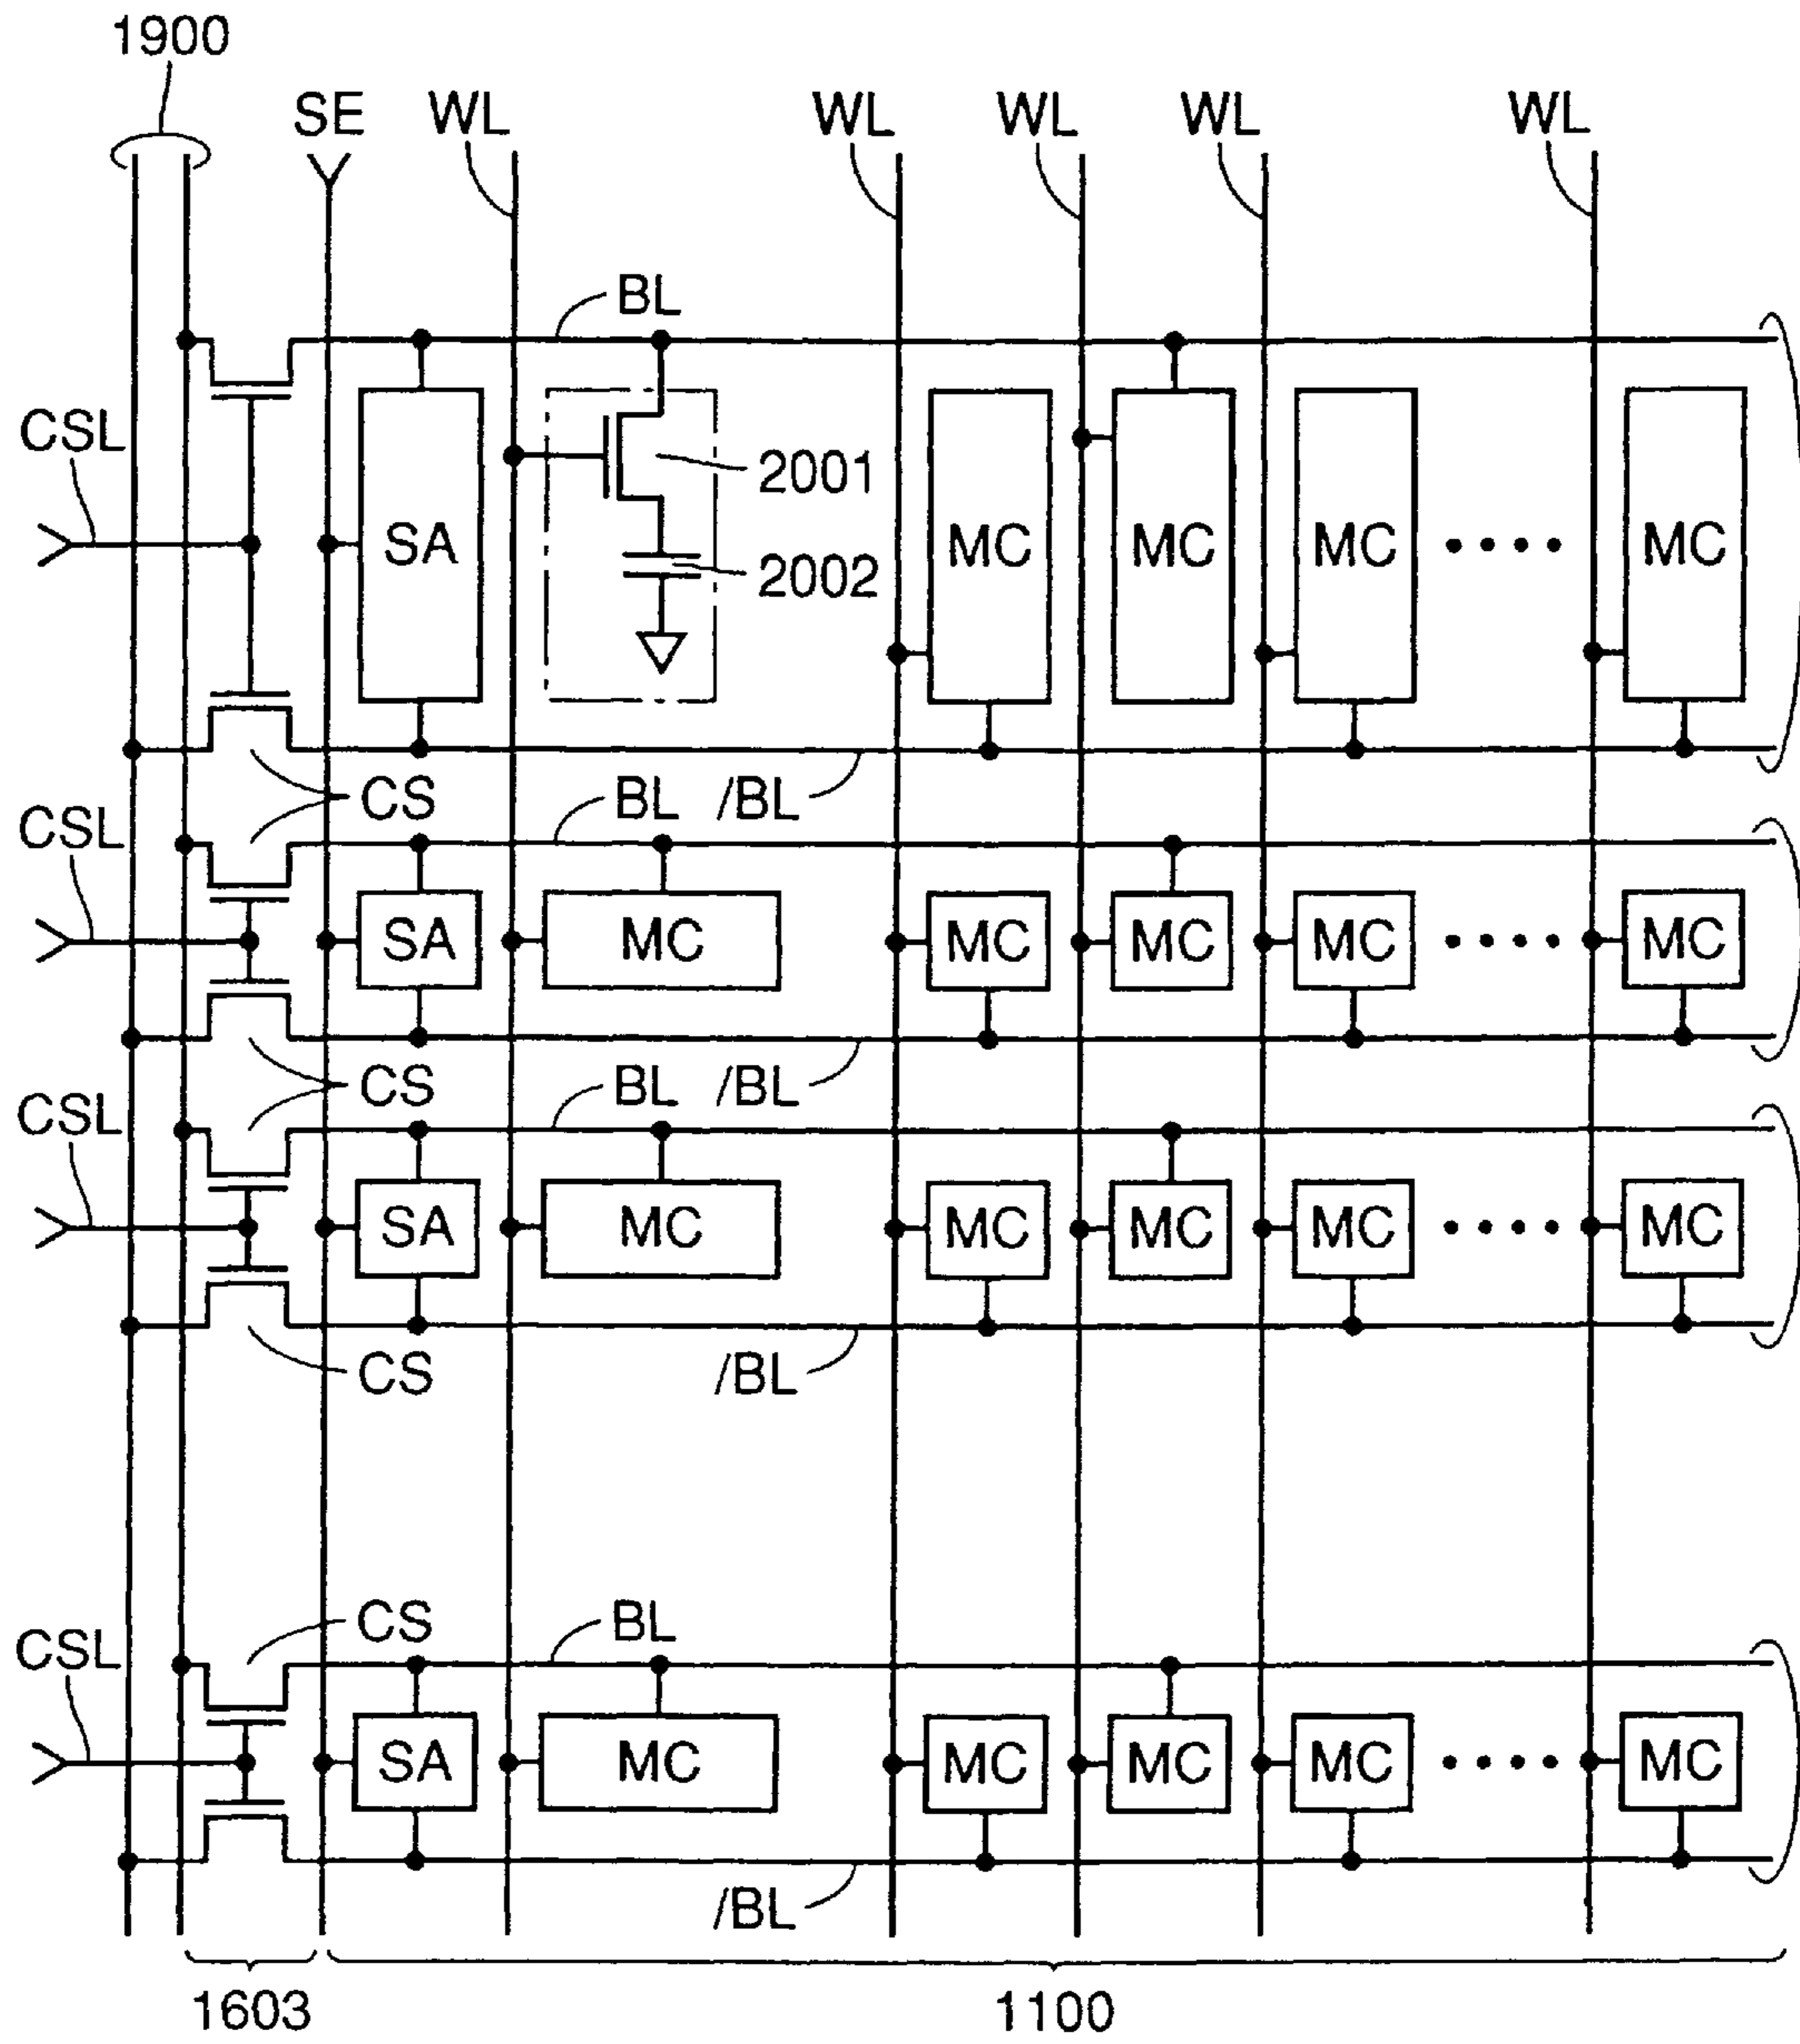 1900
SE WL WL WL WL WL
BL
CSL
2001
SA MC MC MC MC
2002
CS BL /BL
CSL
SA MC MC MC MC MC
CS BL /BL
CSL
SA MC MC MC MC MC
CS /BL
CS BL
CSL
SA MC MC MC MC MC
/BL
1603 1100